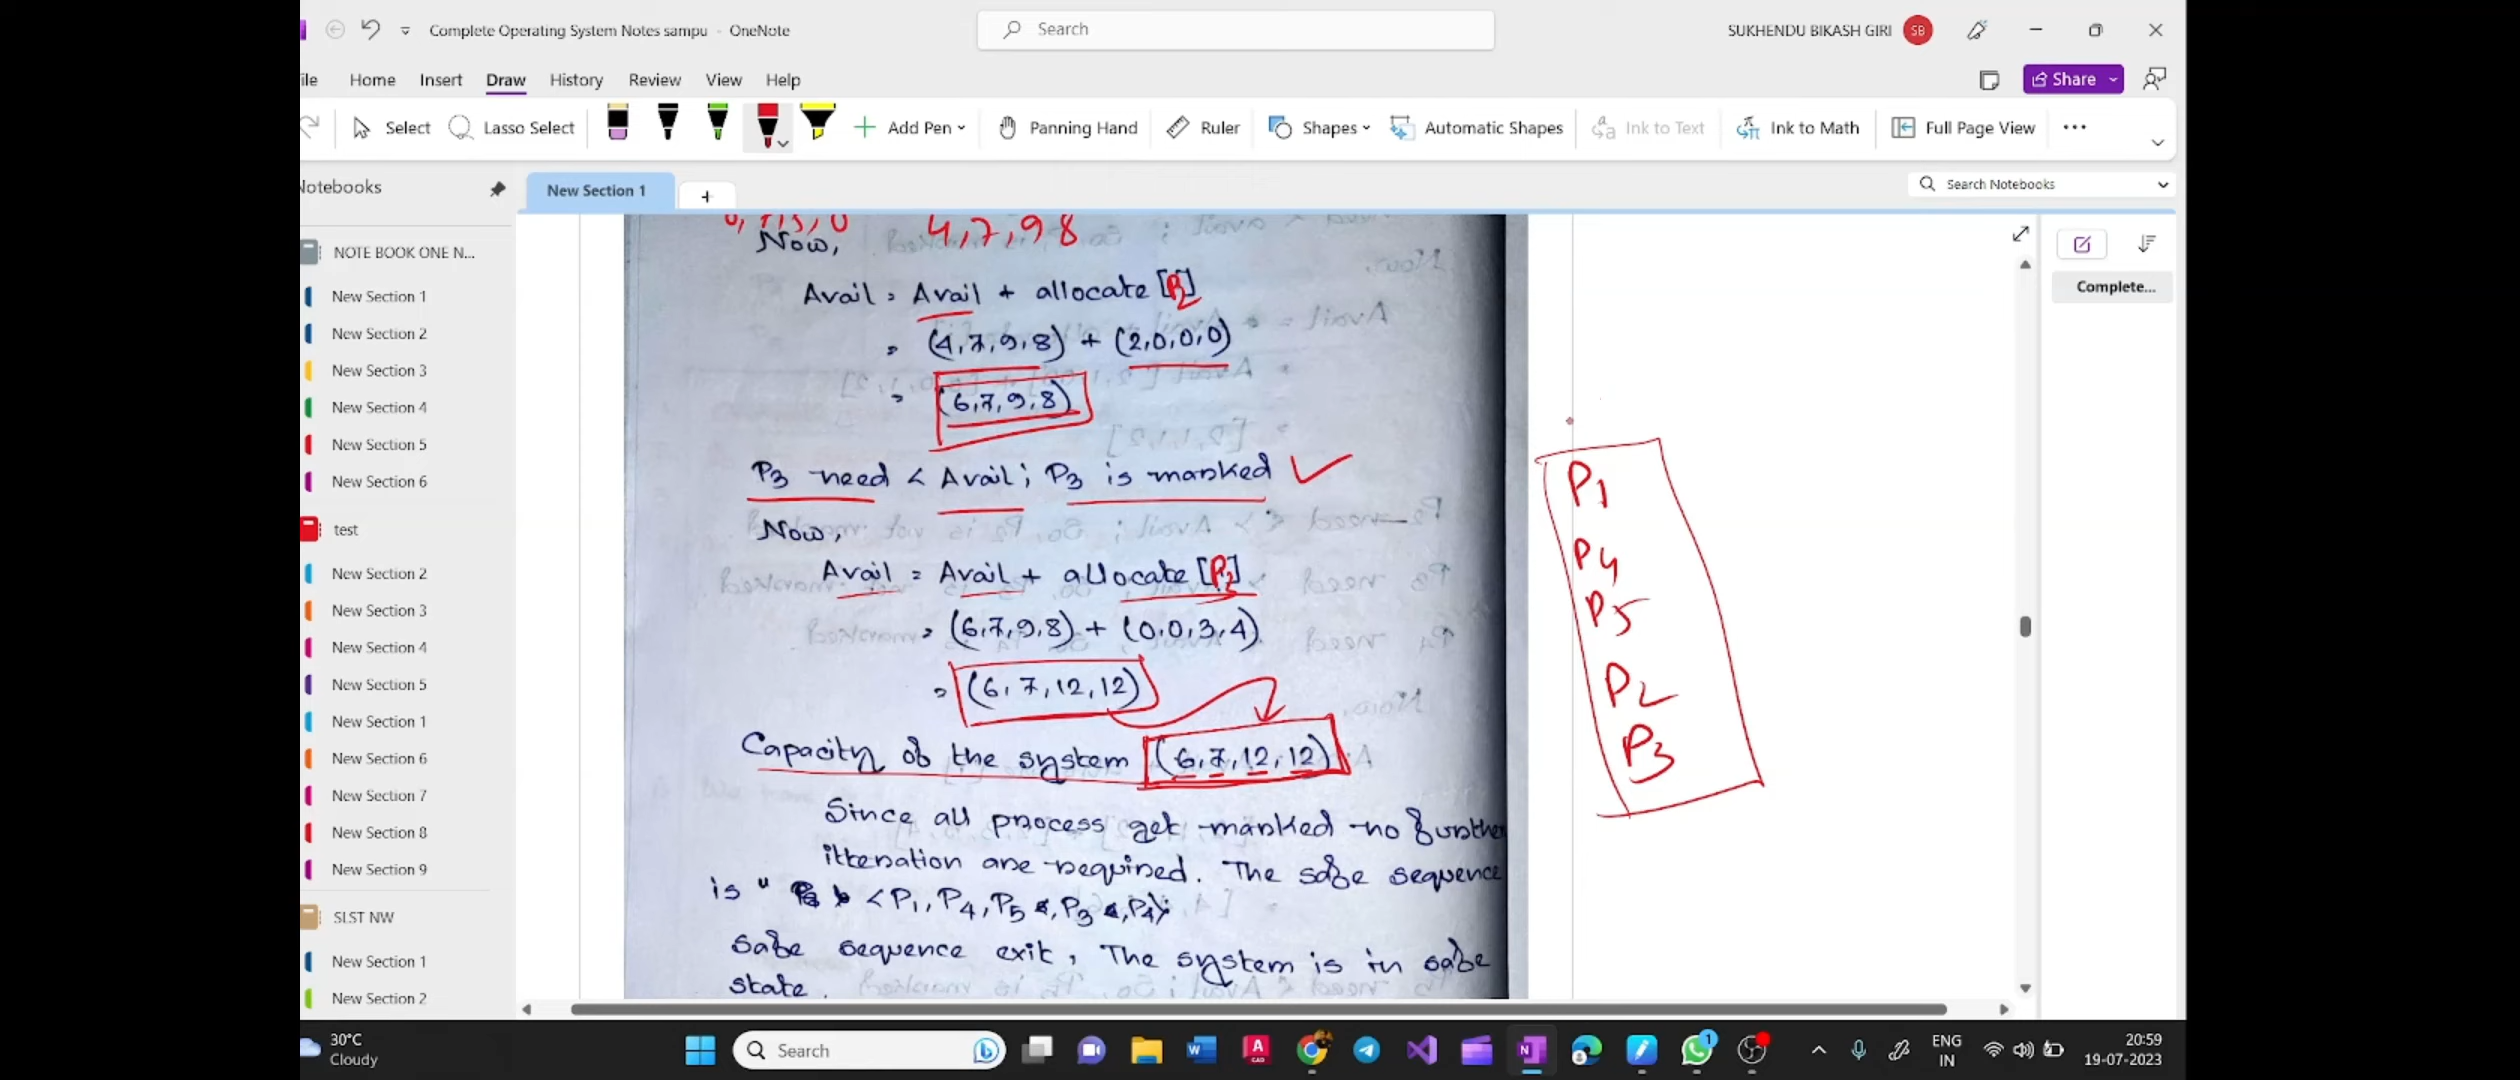 Complete Operating System Notes sampu - OneNote
Search
SUKHENDU BIKASH GIRI
SB
ile
Home
Insert
Draw
History
Review
View
Help
Share
Select
Lasso Select
Add Pen
Panning Hand
Ruler
Shapes
Automatic Shapes
Ink to Text
Ink to Math
Full Page View
Notebooks
New Section 1
Search Notebooks
NOTE BOOK ONE N...
New Section 1
New Section 2
New Section 3
New Section 4
New Section 5
New Section 6
test
New Section 2
New Section 3
New Section 4
New Section 5
New Section 1
New Section 6
New Section 7
New Section 8
New Section 9
SLST NW
New Section 1
New Section 2
4,7,9 8
Now,
Avail = Avail + allocate [P2]
= (4,7,9,8) + (2,0,0,0)
= (6,7,9,8)
P3 need < Avail; P3 is marked ✓
Now,
Avail = Avail + allocate [P3]
= (6,7,9,8) + (0,0,3,4)
= (6,7,12,12)
Capacity of the system (6,7,12,12)
Since all process get marked no further
itteration are required. The safe sequence
is " < P1, P4, P5, P3
Safe sequence exit, The system is in safe
state.
P1
P4
P5
P2
P3
Complete...
30°C
Cloudy
Search
ENG
IN
20:59
19-07-2023